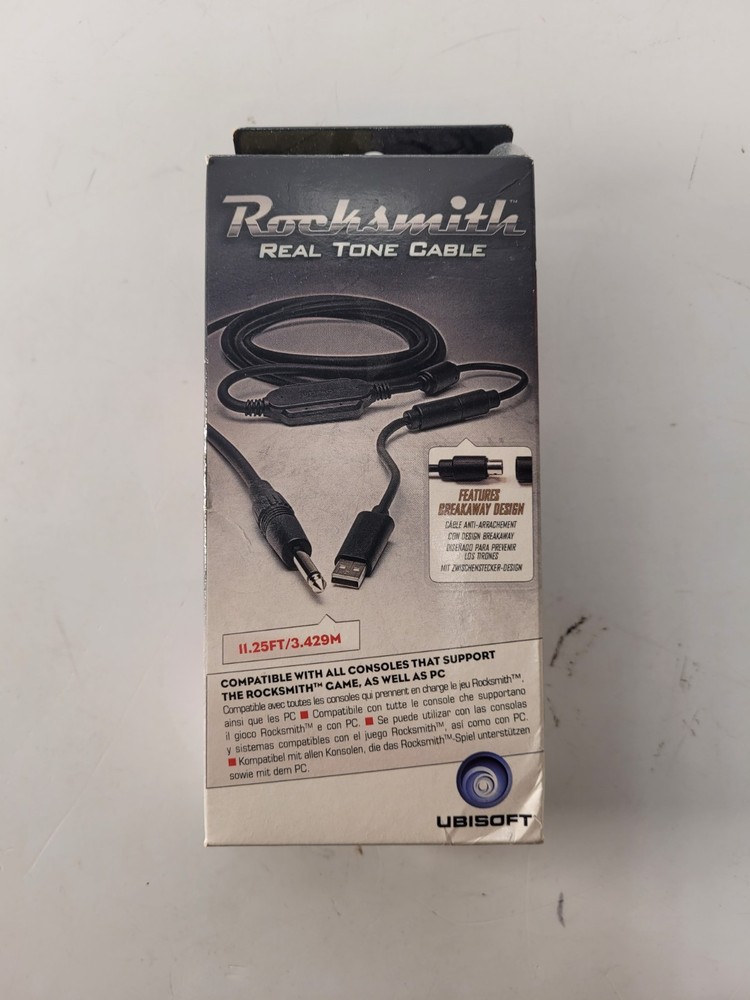 Rocksmith™
REAL TONE CABLE
FEATURES
BREAKAWAY DESIGN
CÂBLE ANTI-ARRACHEMENT
CON DESIGN BREAKAWAY
DISEÑADO PARA PREVENIR
LOS TIRONES
MIT ZWISCHENSTECKER-DESIGN
11.25FT/3.429M
COMPATIBLE WITH ALL CONSOLES THAT SUPPORT
THE ROCKSMITH™ GAME, AS WELL AS PC
Compatible avec toutes les consoles qui prennent en charge le jeu Rocksmith™,
ainsi que les PC ■ Compatibile con tutte le console che supportano
il gioco Rocksmith™ e con PC. ■ Se puede utilizar con las consolas
y sistemas compatibles con el juego Rocksmith™, así como con PC.
■ Kompatibel mit allen Konsolen, die das Rocksmith™-Spiel unterstützen
sowie mit dem PC.
UBISOFT